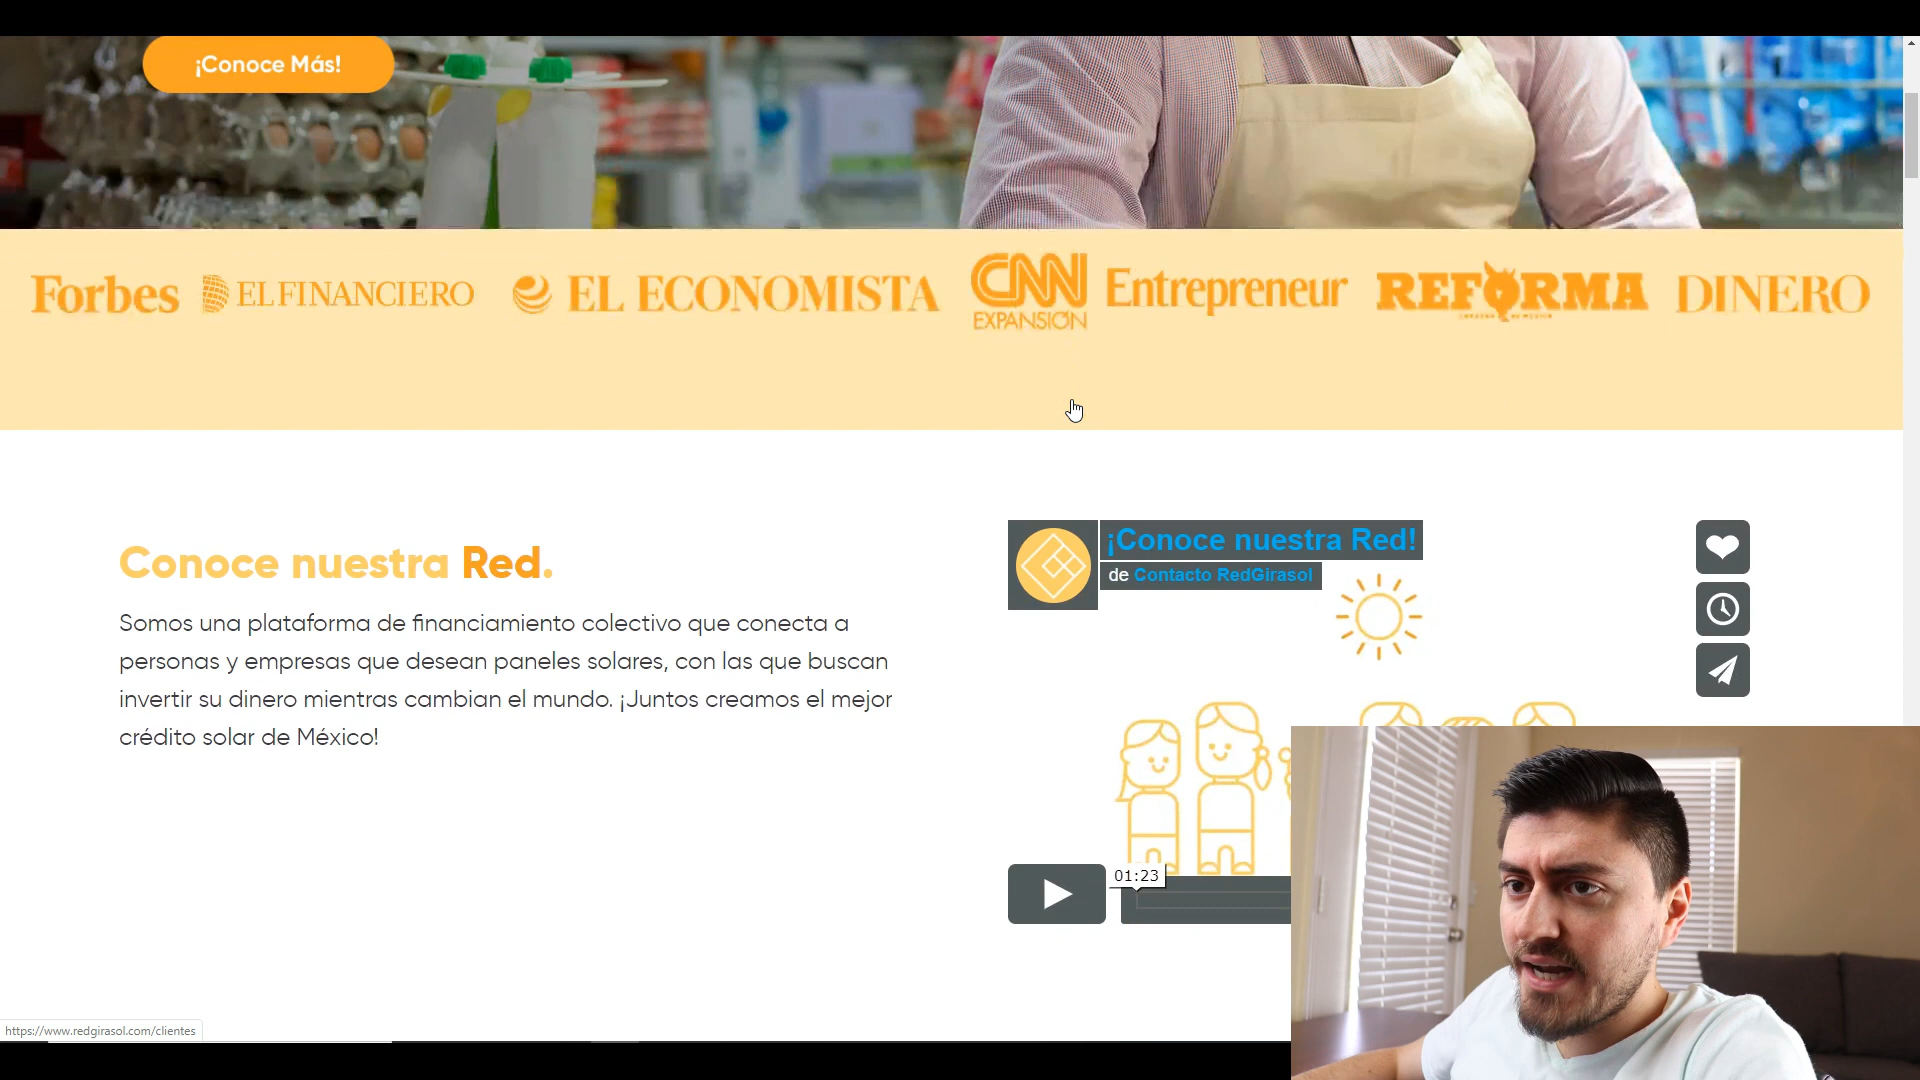 ¡Conoce Más!
Forbes EL FINANCIERO EL ECONOMISTA CNN EXPANSIÓN Entrepreneur REFORMA DINERO
Conoce nuestra Red.
Somos una plataforma de financiamiento colectivo que conecta a
personas y empresas que desean paneles solares, con las que buscan
invertir su dinero mientras cambian el mundo. ¡Juntos creamos el mejor
crédito solar de México!
¡Conoce nuestra Red!
de Contacto RedGirasol
01:23
https://www.redgirasol.com/clientes